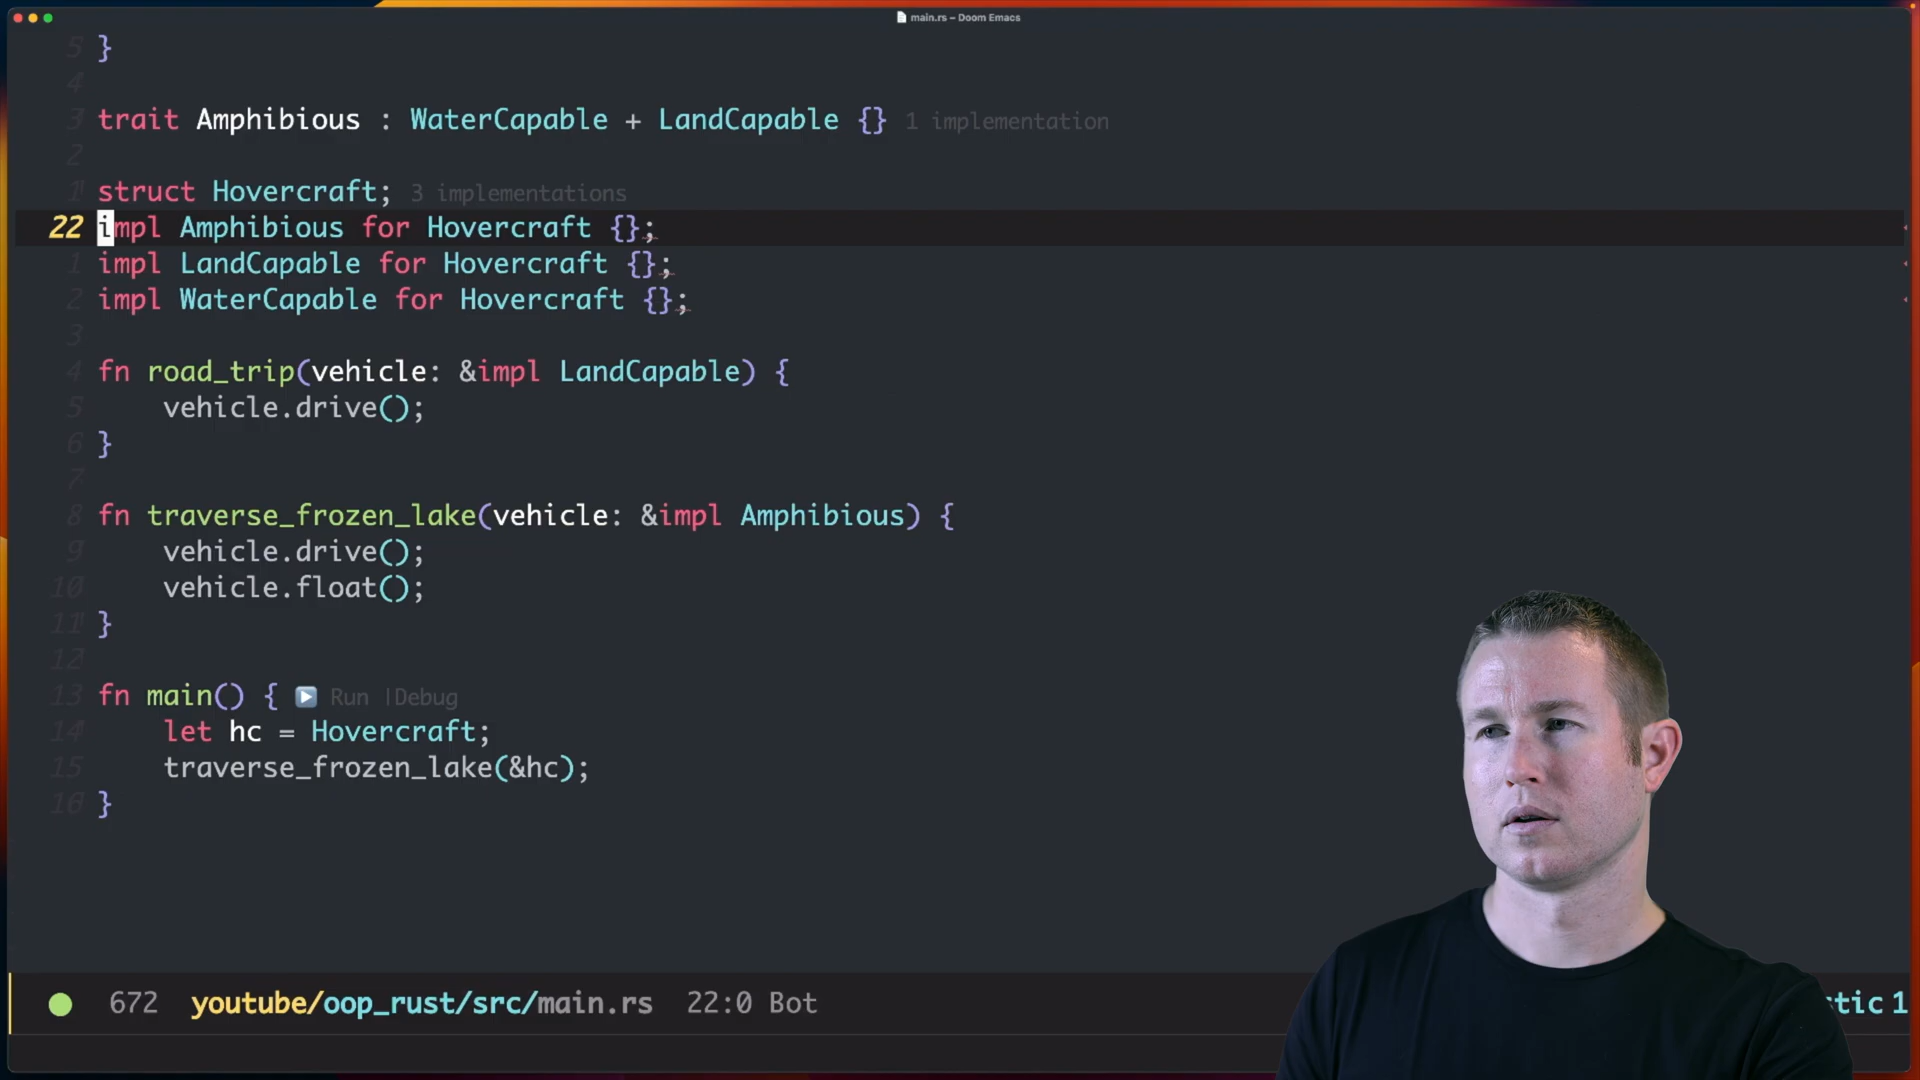 main.rs – Doom Emacs
5 }
4
3 trait Amphibious : WaterCapable + LandCapable {} 1 implementation
2
1 struct Hovercraft; 3 implementations
22 impl Amphibious for Hovercraft {};
1 impl LandCapable for Hovercraft {};
2 impl WaterCapable for Hovercraft {};
3
4 fn road_trip(vehicle: &impl LandCapable) {
5 vehicle.drive();
6 }
7
8 fn traverse_frozen_lake(vehicle: &impl Amphibious) {
9 vehicle.drive();
10 vehicle.float();
11 }
12
13 fn main() { Run |Debug
14 let hc = Hovercraft;
15 traverse_frozen_lake(&hc);
16 }
672 youtube/oop_rust/src/main.rs 22:0 Bot tic 1